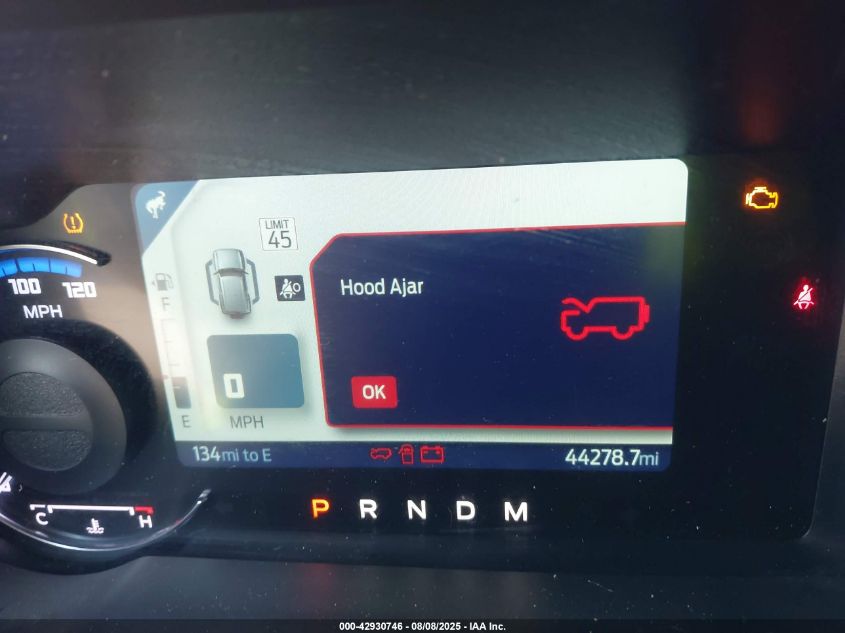 LIMIT
45
100 120
MPH
F
Hood Ajar
0
OK
E
MPH
134mi to E
44278.7mi
C H
P R N D M
000-42930746 - 08/08/2025 - IAA Inc.